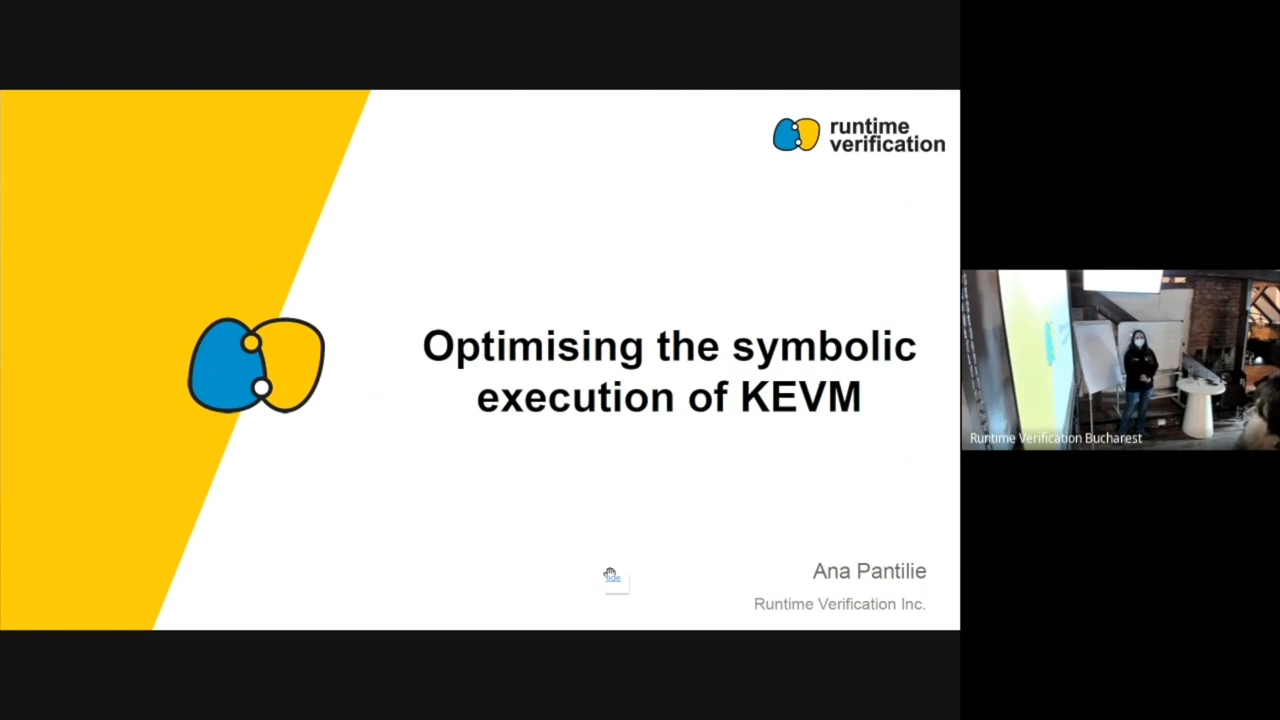 runtime
verification
Optimising the symbolic
execution of KEVM
Ana Pantilie
Runtime Verification Inc.
Runtime Verification Bucharest